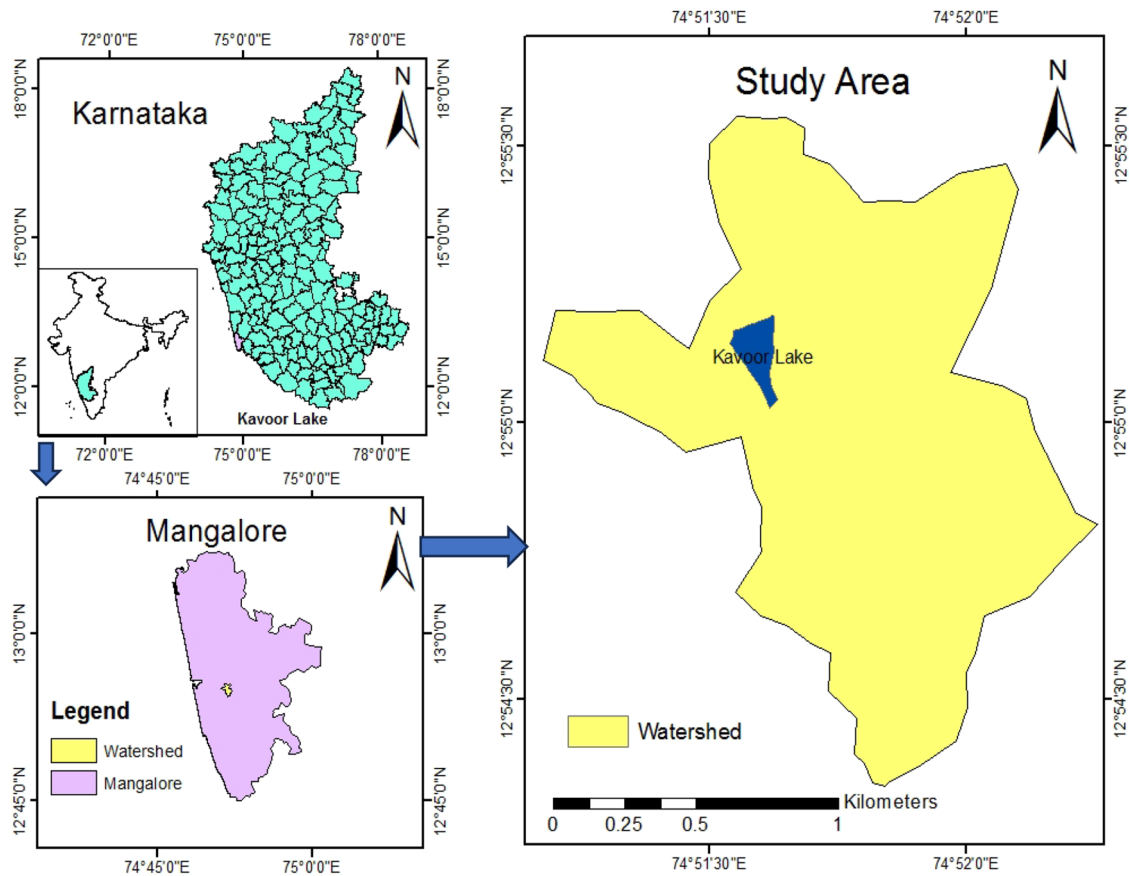 72°0'0"E 75°0'0"E 78°0'0"E
Karnataka
N
18°0'0"N
18°0'0"N
15°0'0"N
15°0'0"N
12°0'0"N
12°0'0"N
Kavoor Lake
72°0'0"E 75°0'0"E 78°0'0"E
74°45'0"E 75°0'0"E
Mangalore
N
13°0'0"N
13°0'0"N
Legend
Watershed
Mangalore
12°45'0"N
12°45'0"N
74°45'0"E 75°0'0"E
74°51'30"E 74°52'0"E
Study Area
N
12°55'30"N
12°55'30"N
Kavoor Lake
12°55'0"N
12°55'0"N
12°54'30"N
12°54'30"N
Watershed
Kilometers
0 0.25 0.5 1
74°51'30"E 74°52'0"E